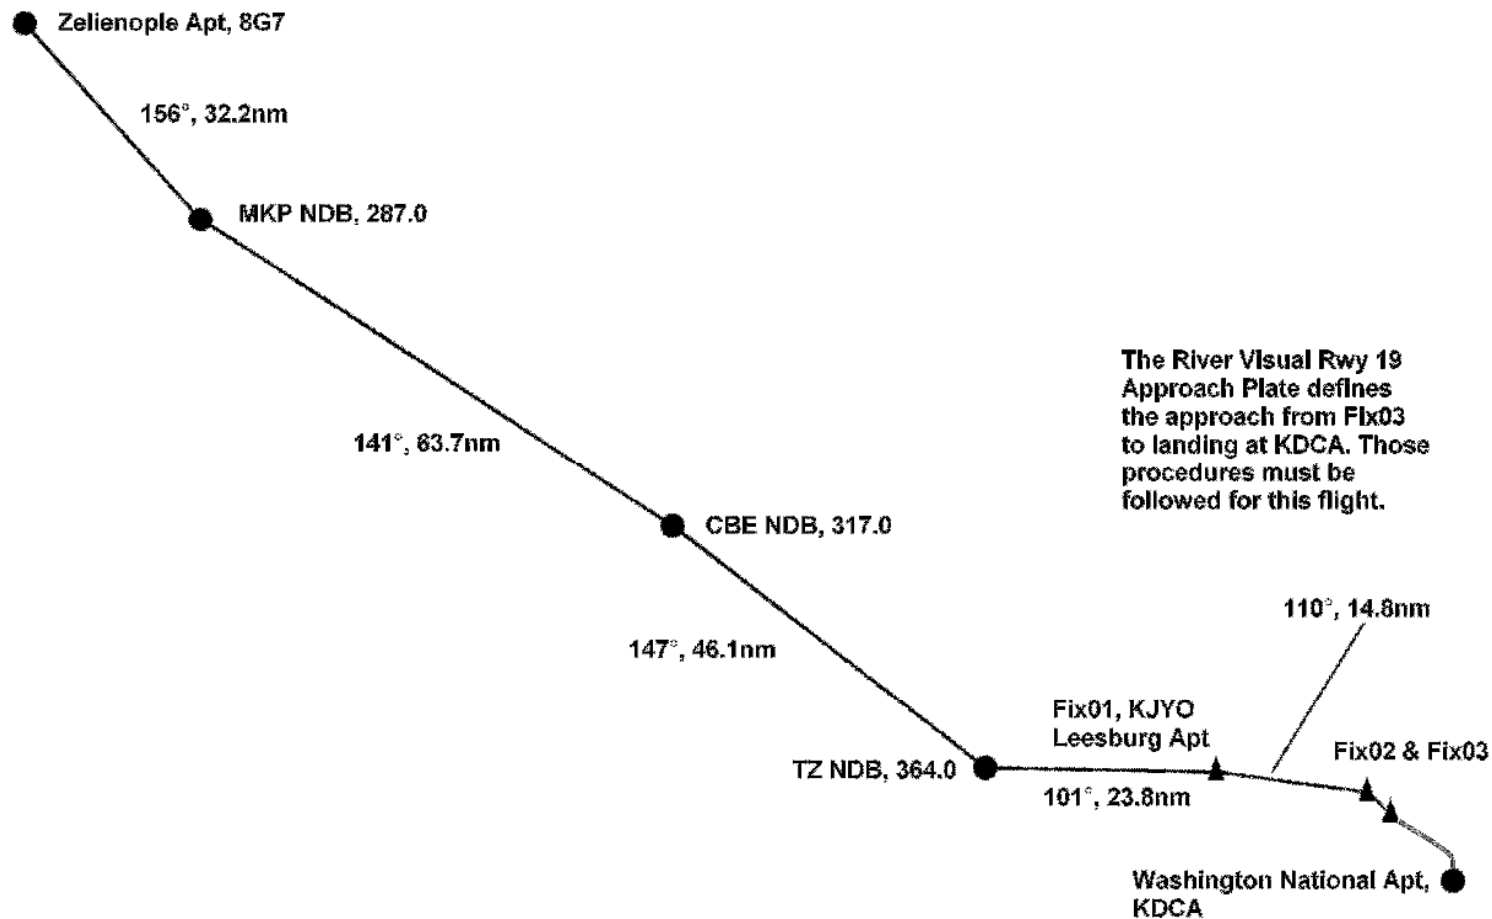 Zelienople Apt, 8G7
156°, 32.2nm
MKP NDB, 287.0
The River Visual Rwy 19
Approach Plate defines
the approach from Fix03
to landing at KDCA. Those
procedures must be
followed for this flight.
141°, 63.7nm
CBE NDB, 317.0
110°, 14.8nm
147°, 46.1nm
Fix01, KJYO
Leesburg Apt
Fix02 & Fix03
TZ NDB, 364.0
101°, 23.8nm
Washington National Apt,
KDCA